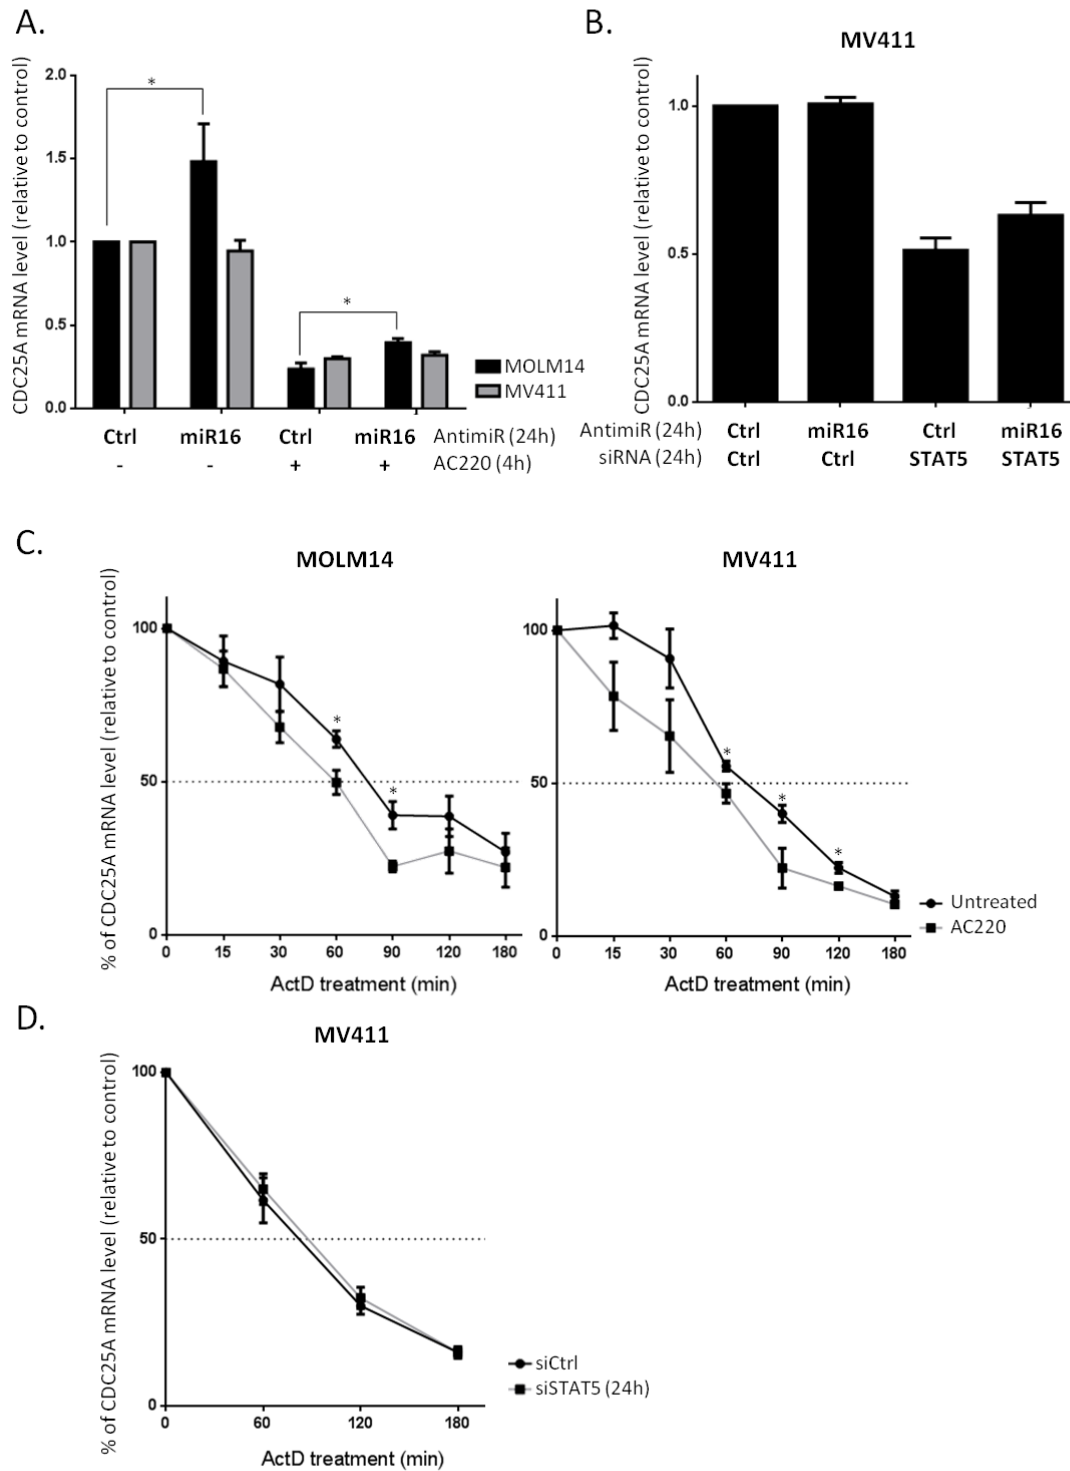 A.
CDC25A mRNA level (relative to control)
2.0
1.5
1.0
0.5
0.0
*
*
MOLM14
MV411
Ctrl miR16 Ctrl miR16 AntimiR (24h)
- - + + AC220 (4h)
B.
MV411
CDC25A mRNA level (relative to control)
1.0
0.5
0.0
AntimiR (24h) Ctrl miR16 Ctrl miR16
siRNA (24h) Ctrl Ctrl STAT5 STAT5
C.
MOLM14
% of CDC25A mRNA level (relative to control)
100
50
0
*
*
0 15 30 60 90 120 180
ActD treatment (min)
MV411
100
50
0
*
*
*
0 15 30 60 90 120 180
ActD treatment (min)
Untreated
AC220
D.
MV411
% of CDC25A mRNA level (relative to control)
100
50
0
0 60 120 180
ActD treatment (min)
siCtrl
siSTAT5 (24h)